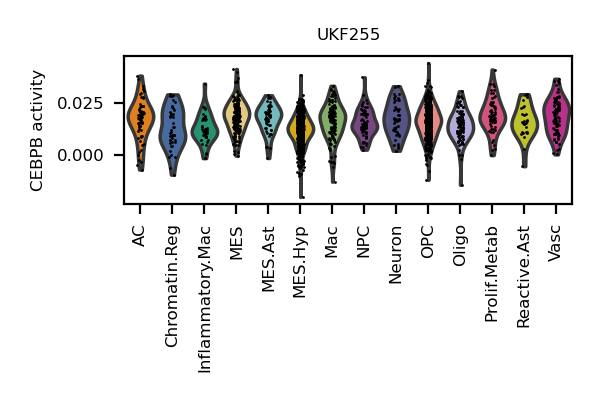 UKF255
CEBPB activity
0.025
0.000
AC
Chromatin.Reg
Inflammatory.Mac
MES
MES.Ast
MES.Hyp
Mac
NPC
Neuron
OPC
Oligo
Prolif.Metab
Reactive.Ast
Vasc